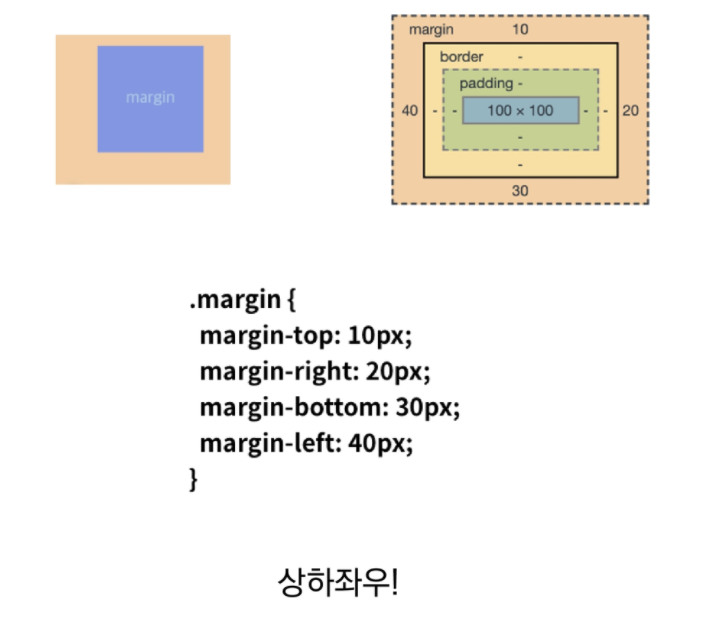 margin
margin 10
border -
padding -
40 - - 100 × 100 - - 20
-
-
30
.margin {
margin-top: 10px;
margin-right: 20px;
margin-bottom: 30px;
margin-left: 40px;
}
상하좌우!